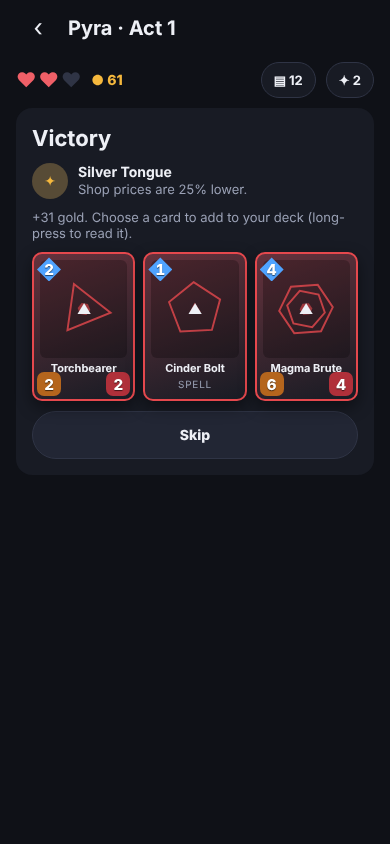 Pyra · Act 1
61
12
2
Victory
Silver Tongue
Shop prices are 25% lower.
+31 gold. Choose a card to add to your deck (long-
press to read it).
2
Torchbearer
2
2
1
Cinder Bolt
SPELL
4
Magma Brute
6
4
Skip